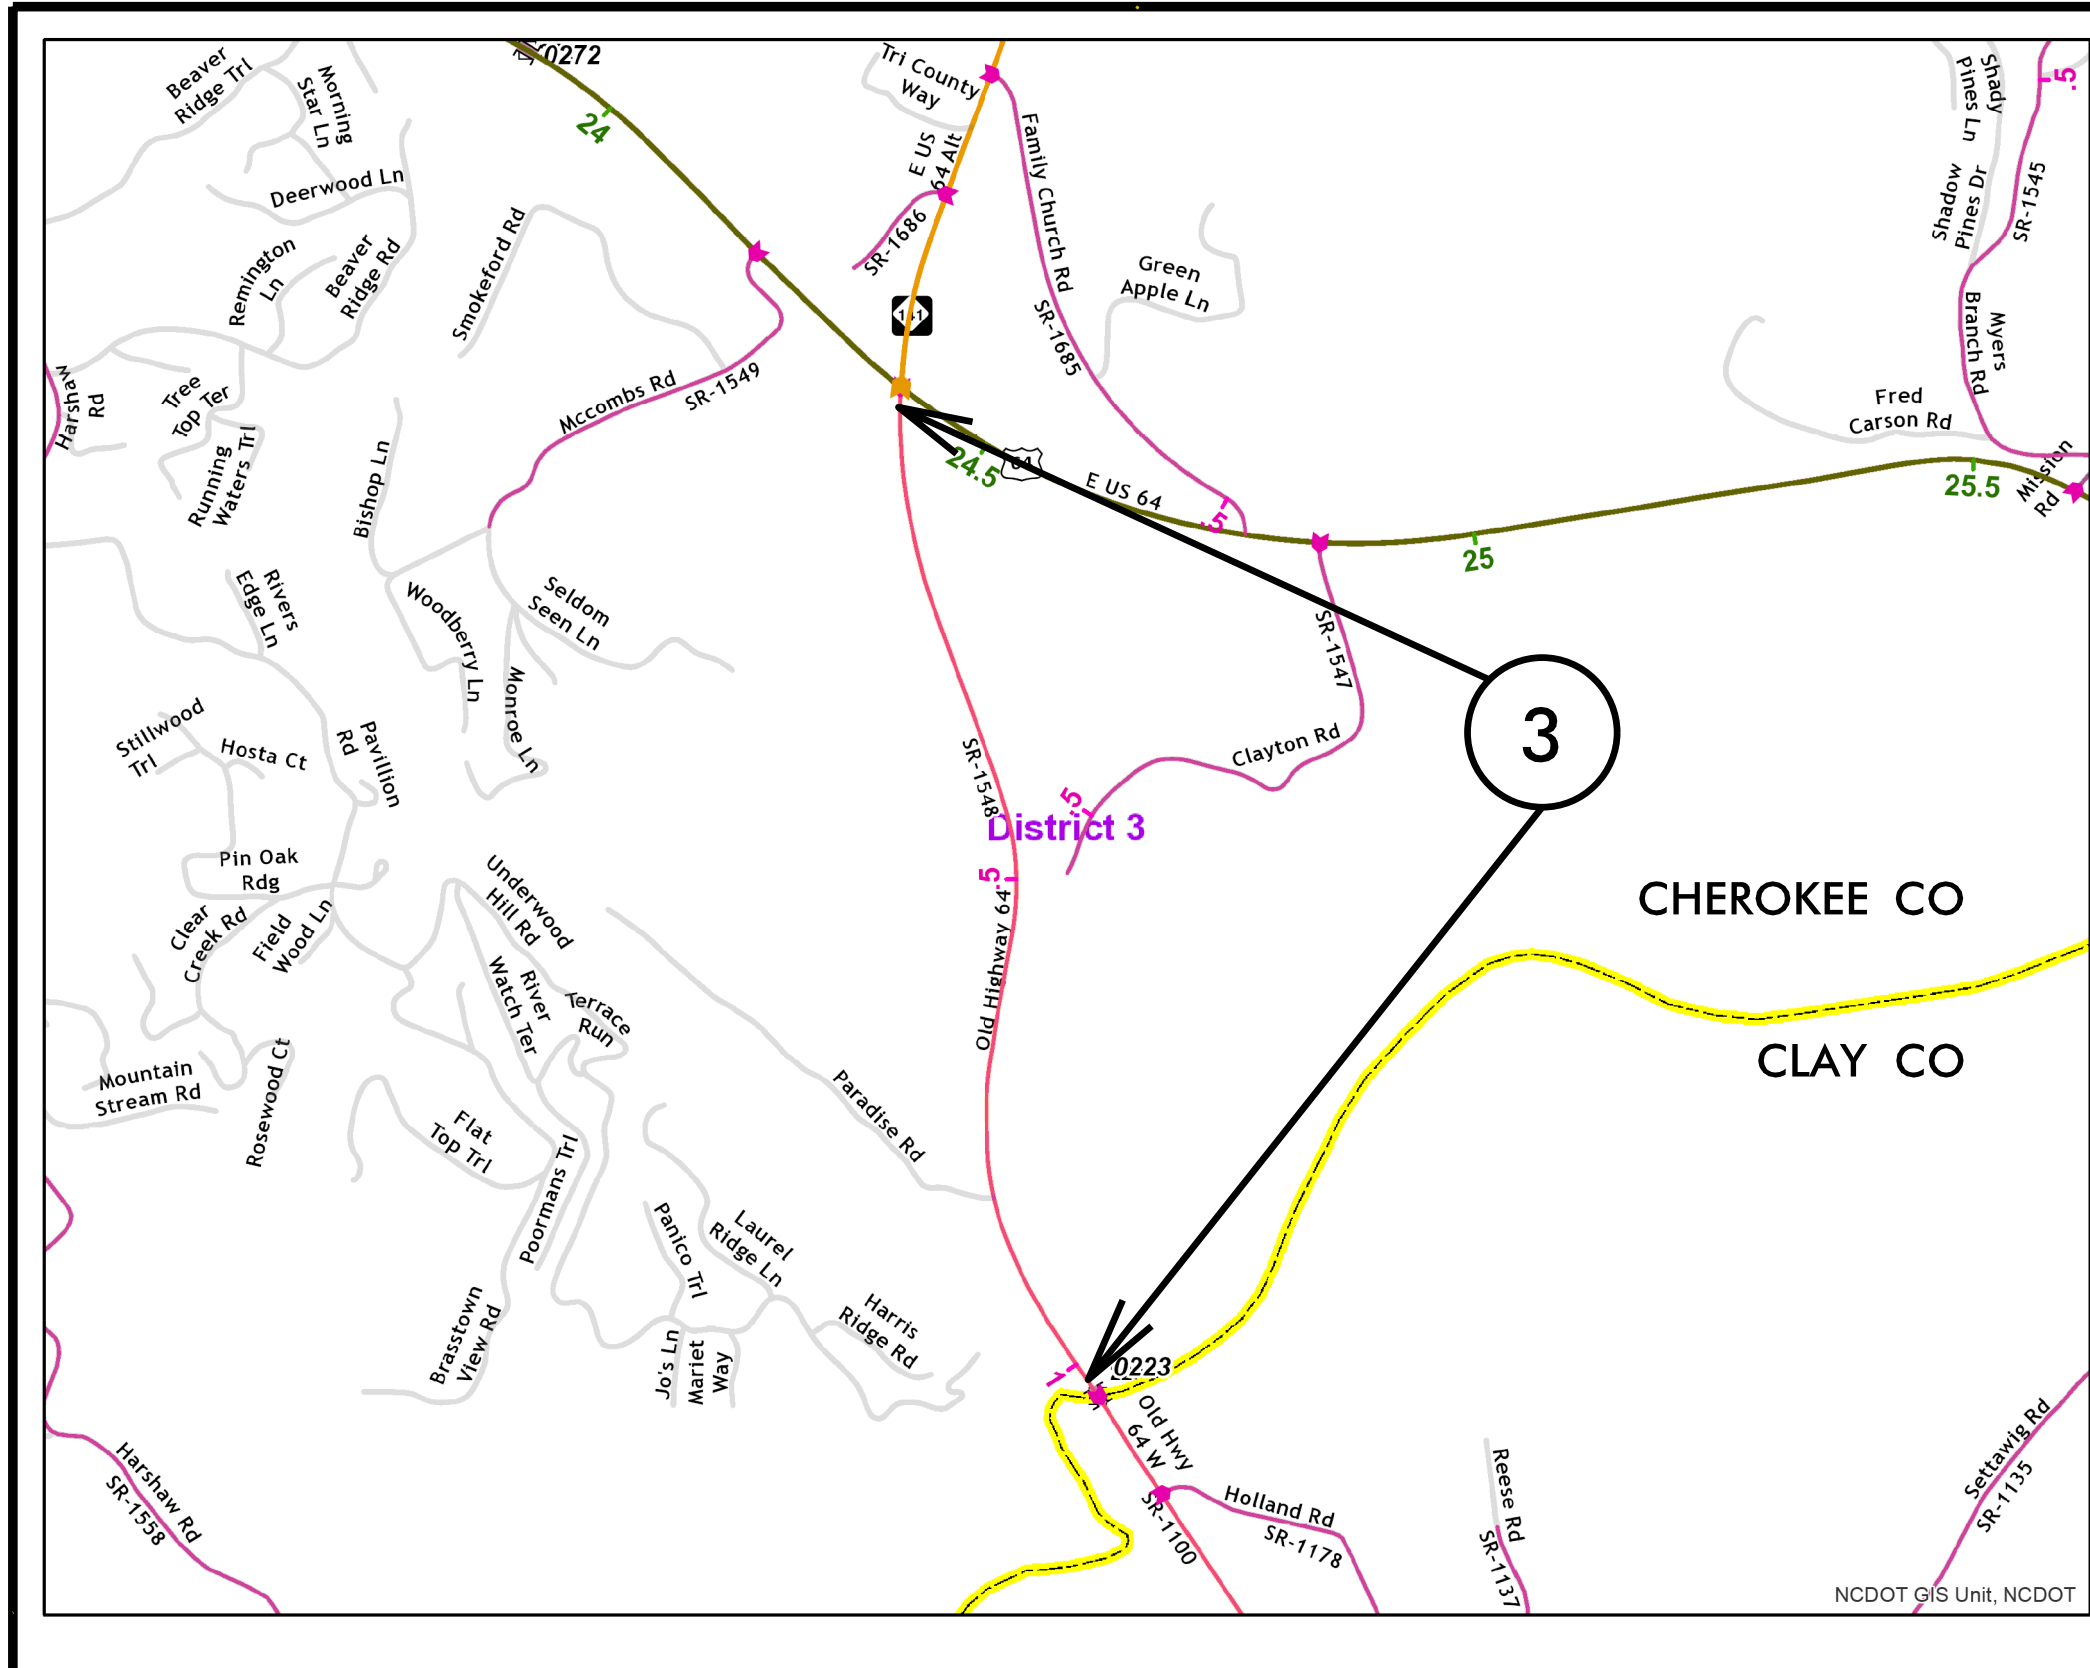 Beaver
Ridge Trl
Morning
Star Ln
0272
24
Tri County
Way
E US
64 Alt
Family Church Rd
SR-1685
SR-1686
Shady
Pines Ln
Shadow
Pines Dr
SR-1545
.5
Deerwood Ln
Remington
Ln
Beaver
Ridge Rd
Smokeford Rd
Green
Apple Ln
141
Myers
Branch Rd
Harshaw
Rd
Tree
Top Ter
Running
Waters Trl
Mccombs Rd
SR-1549
Bishop Ln
24.5
64
E US 64
.5
25
Fred
Carson Rd
25.5
Mission
Rd
Rivers
Edge Ln
Woodberry Ln
Seldom
Seen Ln
Monroe Ln
SR-1547
Clayton Rd
.5
3
Stillwood
Trl
Hosta Ct
Pavillion
Rd
SR-1548
District 3
.5
Old Highway 64
Pin Oak
Rdg
Clear
Creek Rd
Field
Wood Ln
Underwood
Hill Rd
River
Watch Ter
Terrace
Run
CHEROKEE CO
CLAY CO
Mountain
Stream Rd
Rosewood Ct
Flat
Top Trl
Poormans Trl
Paradise Rd
Panico Trl
Laurel
Ridge Ln
Harris
Ridge Rd
Brasstown
View Rd
Jo's Ln
Mariet
Way
1
0223
Old Hwy
64 W
SR-1100
Holland Rd
SR-1178
Reese Rd
SR-1137
Settawig Rd
SR-1135
Harshaw Rd
SR-1558
NCDOT GIS Unit, NCDOT